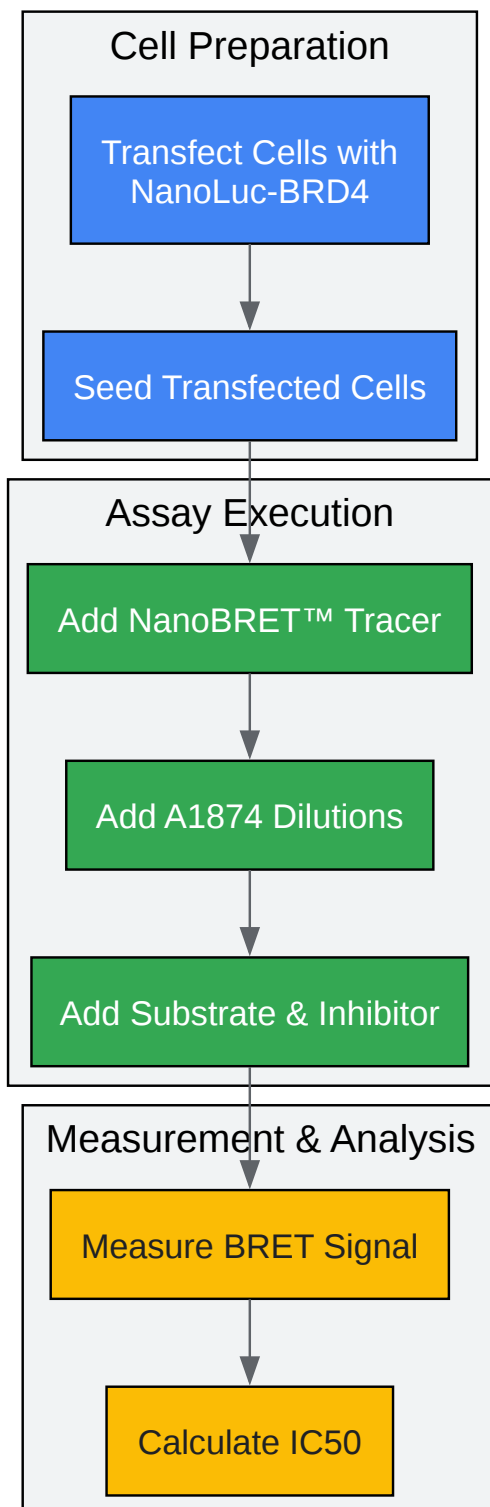 Cell Preparation
Transfect Cells with
NanoLuc-BRD4
Seed Transfected Cells
Assay Execution
Add NanoBRET™ Tracer
Add A1874 Dilutions
Add Substrate & Inhibitor
Measurement & Analysis
Measure BRET Signal
Calculate IC50